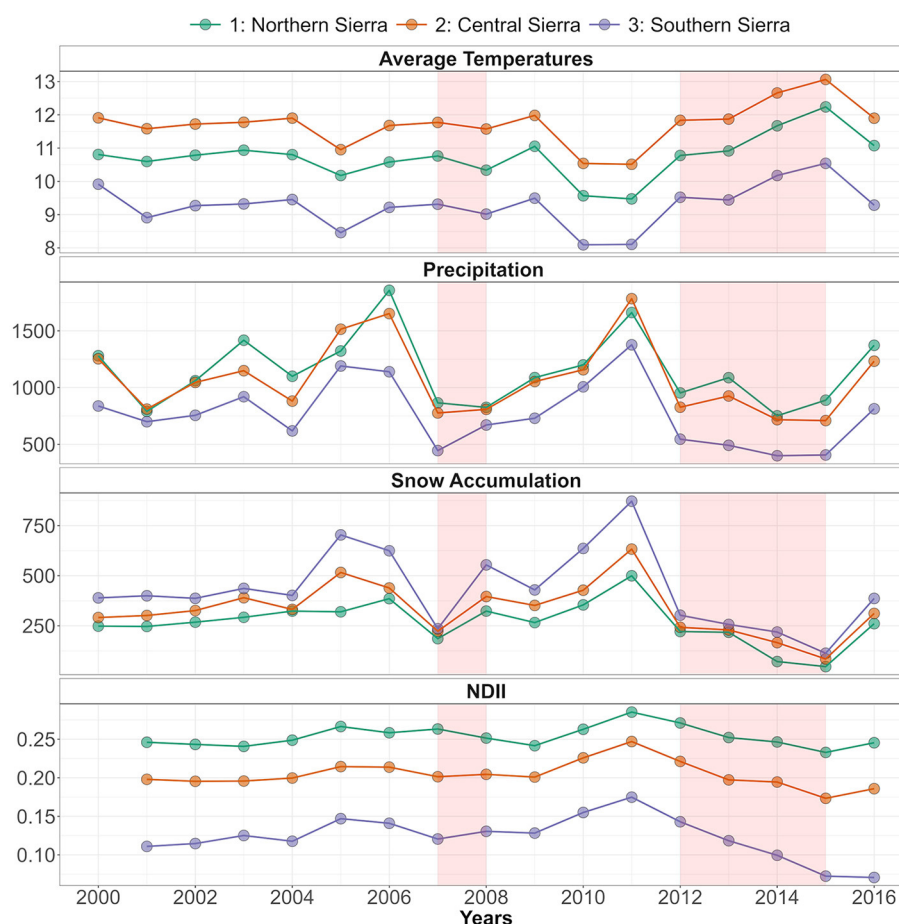 1: Northern Sierra 2: Central Sierra 3: Southern Sierra
Average Temperatures
13
12
11
10
9
8
Precipitation
1500
1000
500
Snow Accumulation
750
500
250
NDII
0.25
0.20
0.15
0.10
2000 2002 2004 2006 2008 2010 2012 2014 2016
Years